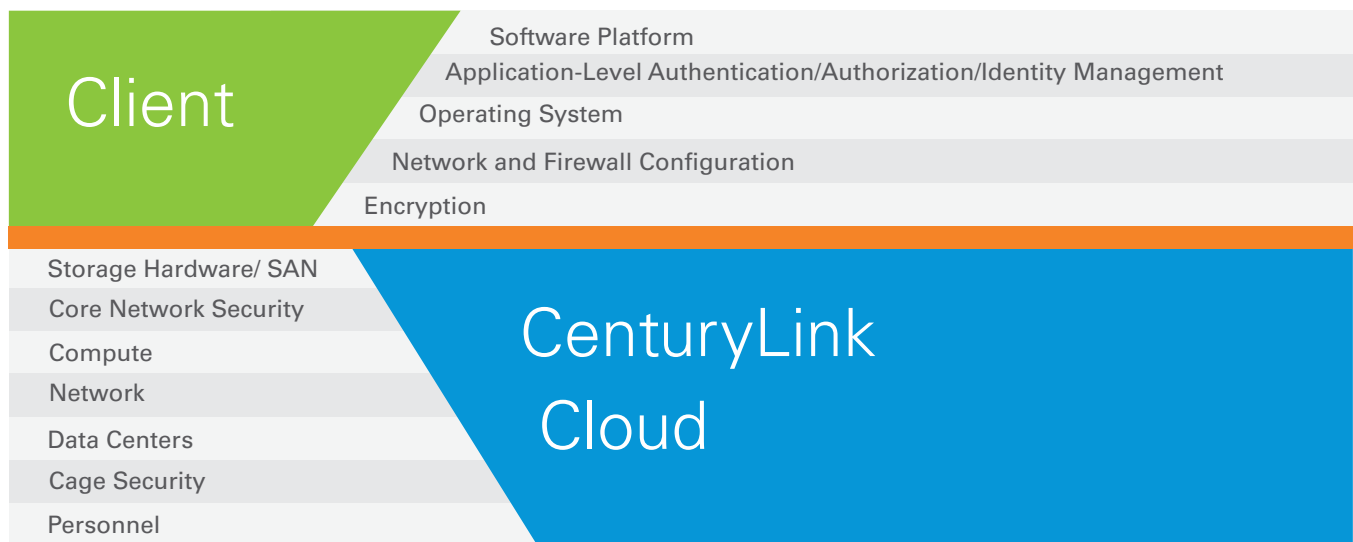 Client
Software Platform
Application-Level Authentication/Authorization/Identity Management
Operating System
Network and Firewall Configuration
Encryption
Storage Hardware/ SAN
Core Network Security
Compute
Network
Data Centers
Cage Security
Personnel
CenturyLink
Cloud